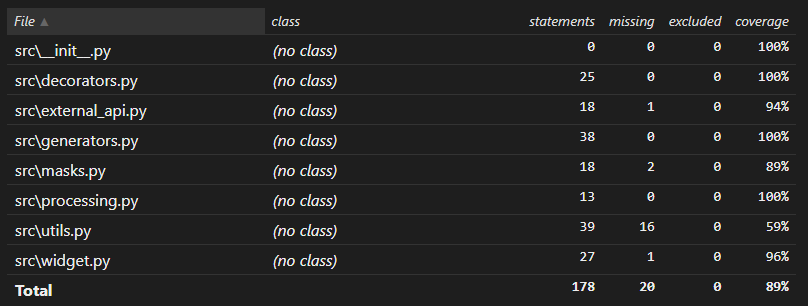 File ▲ class statements missing excluded coverage
src\__init__.py (no class) 0 0 0 100%
src\decorators.py (no class) 25 0 0 100%
src\external_api.py (no class) 18 1 0 94%
src\generators.py (no class) 38 0 0 100%
src\masks.py (no class) 18 2 0 89%
src\processing.py (no class) 13 0 0 100%
src\utils.py (no class) 39 16 0 59%
src\widget.py (no class) 27 1 0 96%
Total 178 20 0 89%